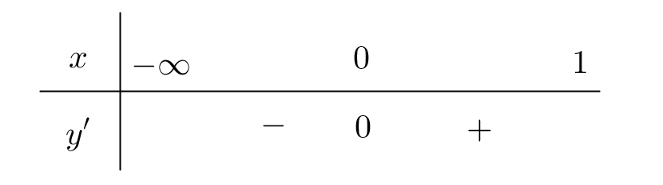 x −∞ 0 1
y′ − 0 +